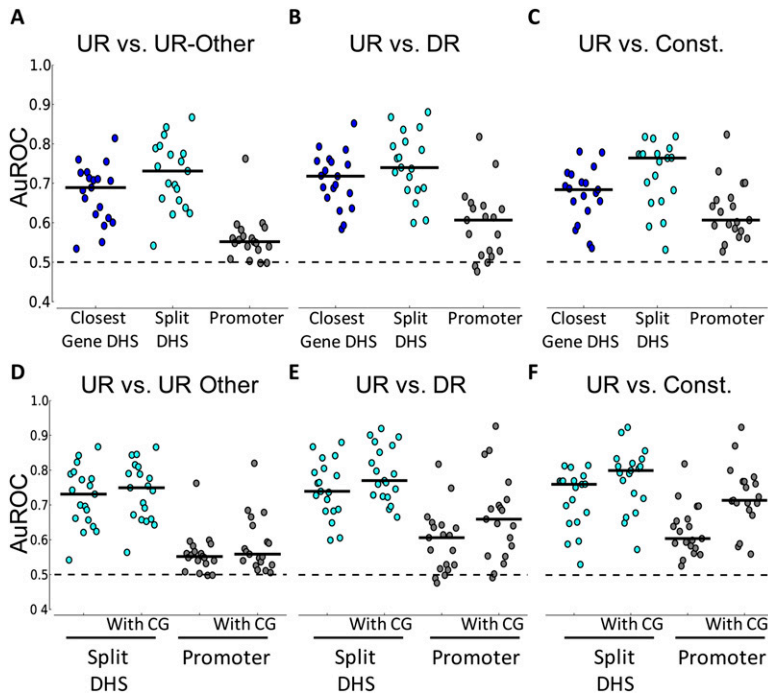 A B C
UR vs. UR-Other UR vs. DR UR vs. Const.
1.0
0.9
0.8
0.7
0.6
0.5
0.4
AuROC
Closest Gene DHS Split DHS Promoter Closest Gene DHS Split DHS Promoter Closest Gene DHS Split DHS Promoter
D E F
UR vs. UR Other UR vs. DR UR vs. Const.
1.0
0.9
0.8
0.7
0.6
0.5
0.4
AuROC
With CG With CG With CG With CG With CG With CG
Split DHS Promoter Split DHS Promoter Split DHS Promoter